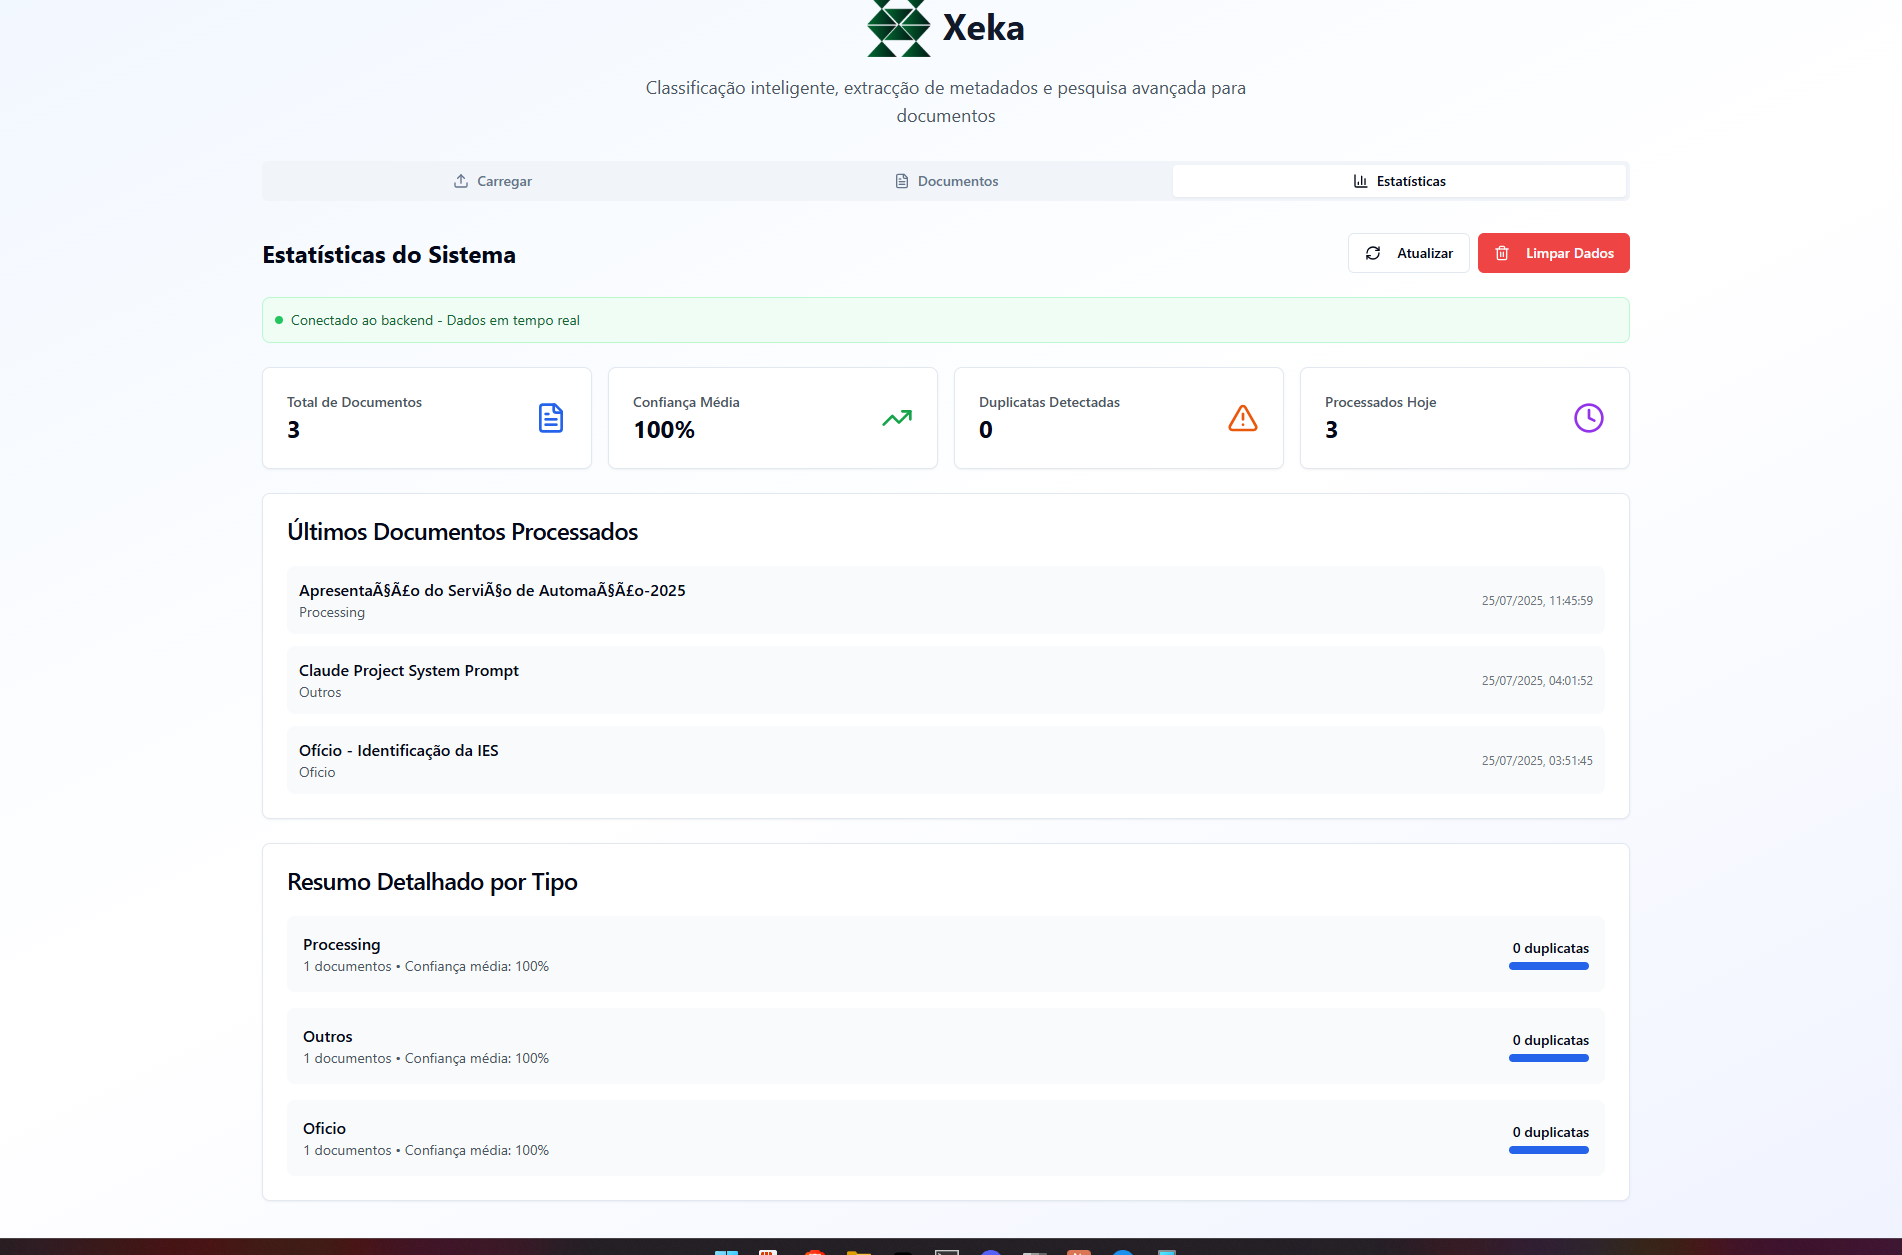 Xeka
Classificação inteligente, extracção de metadados e pesquisa avançada para
documentos
Carregar
Documentos
Estatísticas
Estatísticas do Sistema
Atualizar
Limpar Dados
Conectado ao backend - Dados em tempo real
Total de Documentos
3
Confiança Média
100%
Duplicatas Detectadas
0
Processados Hoje
3
Últimos Documentos Processados
ApresentaÃ§Ã£o do ServiÃ§o de AutomaÃ§Ã£o-2025
Processing
25/07/2025, 11:45:59
Claude Project System Prompt
Outros
25/07/2025, 04:01:52
Ofício - Identificação da IES
Oficio
25/07/2025, 03:51:45
Resumo Detalhado por Tipo
Processing
1 documentos • Confiança média: 100%
0 duplicatas
Outros
1 documentos • Confiança média: 100%
0 duplicatas
Oficio
1 documentos • Confiança média: 100%
0 duplicatas